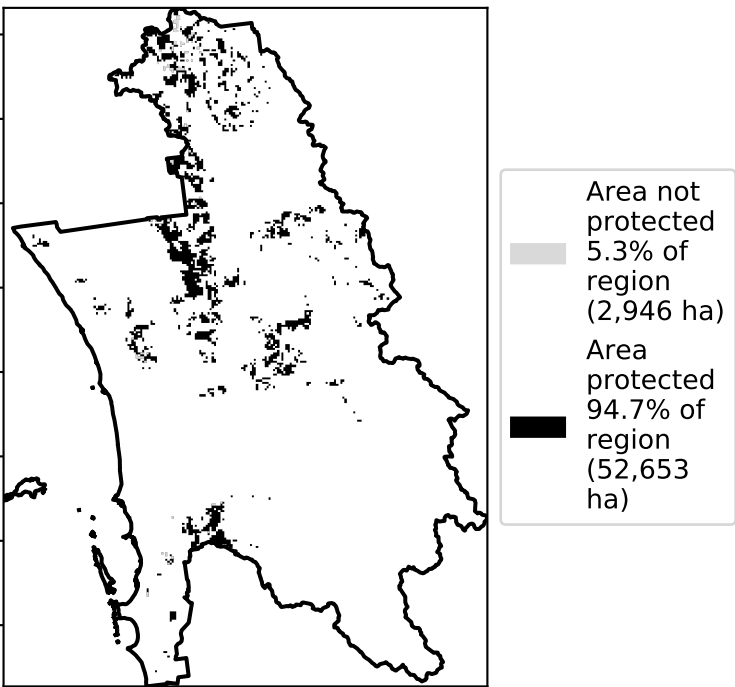 Area not
protected
5.3% of
region
(2,946 ha)
Area
protected
94.7% of
region
(52,653
ha)